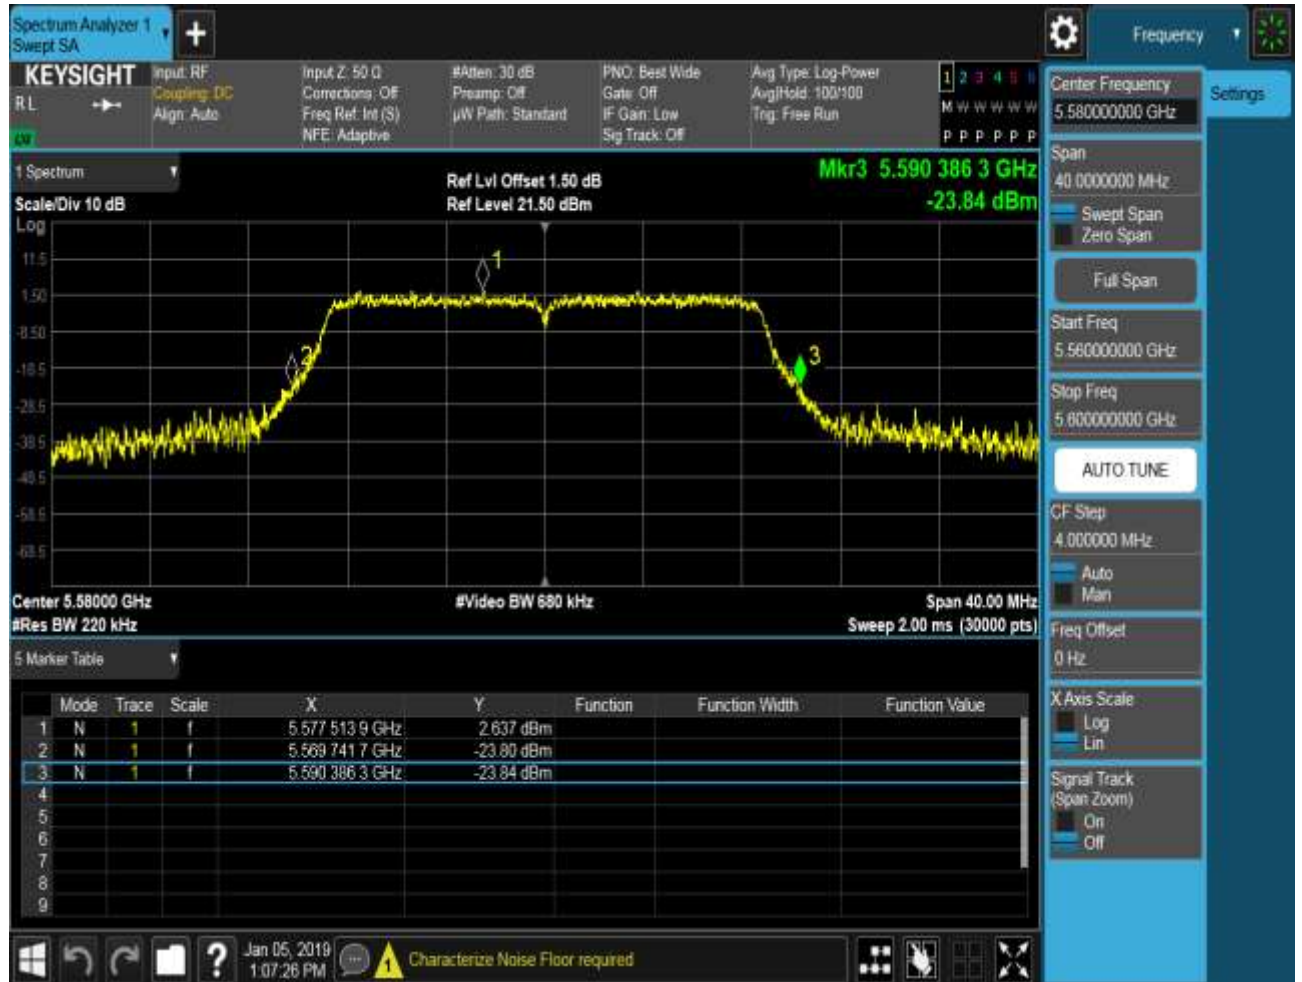 Spectrum Analyzer 1
Swept SA
+
Frequency
KEYSIGHT
RL
Input: RF
Coupling: DC
Align: Auto
Input Z: 50 Ω
Corrections: Off
Freq Ref: Int (S)
NFE: Adaptive
#Atten: 30 dB
Preamp: Off
µW Path: Standard
PNO: Best Wide
Gate: Off
IF Gain: Low
Sig Track: Off
Avg Type: Log-Power
Avg|Hold: 100/100
Trig: Free Run
1 2 3 4 5 6
M W W W W W
P P P P P P
1 Spectrum
Scale/Div 10 dB
Log
Ref Lvl Offset 1.50 dB
Ref Level 21.50 dBm
Mkr3 5.590 386 3 GHz
-23.84 dBm
11.5
1.50
-8.50
-18.5
-28.5
-38.5
-48.5
-58.5
-68.5
1
2
3
Center 5.58000 GHz
#Video BW 680 kHz
Span 40.00 MHz
#Res BW 220 kHz
Sweep 2.00 ms (30000 pts)
5 Marker Table
Mode Trace Scale X Y Function Function Width Function Value
1 N 1 f 5.577 513 9 GHz 2.637 dBm
2 N 1 f 5.569 741 7 GHz -23.80 dBm
3 N 1 f 5.590 386 3 GHz -23.84 dBm
4
5
6
7
8
9
Jan 05, 2019
1:07:26 PM
Characterize Noise Floor required
Settings
Center Frequency
5.580000000 GHz
Span
40.0000000 MHz
Swept Span
Zero Span
Full Span
Start Freq
5.560000000 GHz
Stop Freq
5.600000000 GHz
AUTO TUNE
CF Step
4.000000 MHz
Auto
Man
Freq Offset
0 Hz
X Axis Scale
Log
Lin
Signal Track
(Span Zoom)
On
Off